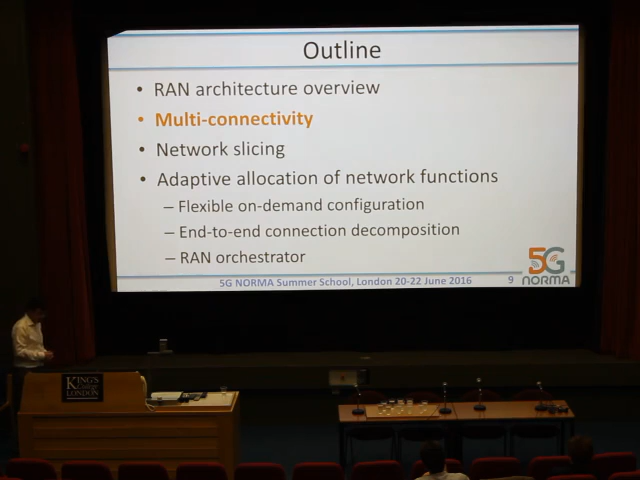 Outline
• RAN architecture overview
• Multi-connectivity
• Network slicing
• Adaptive allocation of network functions
– Flexible on-demand configuration
– End-to-end connection decomposition
– RAN orchestrator
5G NORMA Summer School, London 20-22 June 2016
9
5G
NORMA
KING'S
College
LONDON